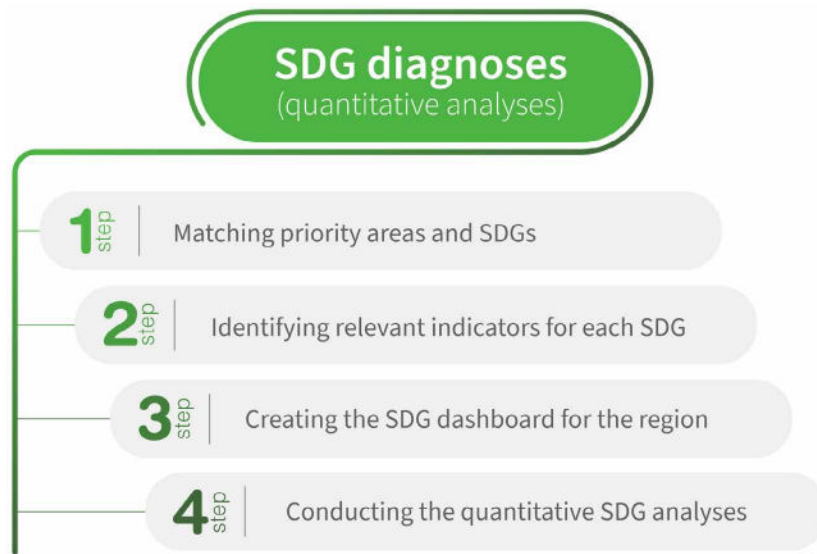 SDG diagnoses
(quantitative analyses)
1 step Matching priority areas and SDGs
2 step Identifying relevant indicators for each SDG
3 step Creating the SDG dashboard for the region
4 step Conducting the quantitative SDG analyses